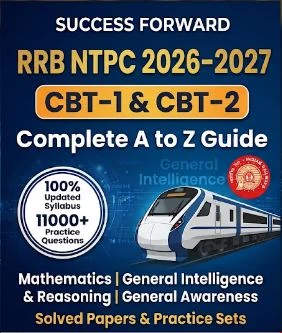 SUCCESS FORWARD
RRB NTPC 2026-2027
CBT-1 & CBT-2
Complete A to Z Guide
General
Intelligence
100%
Updated
Syllabus
11000+
Practice
Questions
Mathematics | General Intelligence
& Reasoning | General Awareness
Solved Papers & Practice Sets